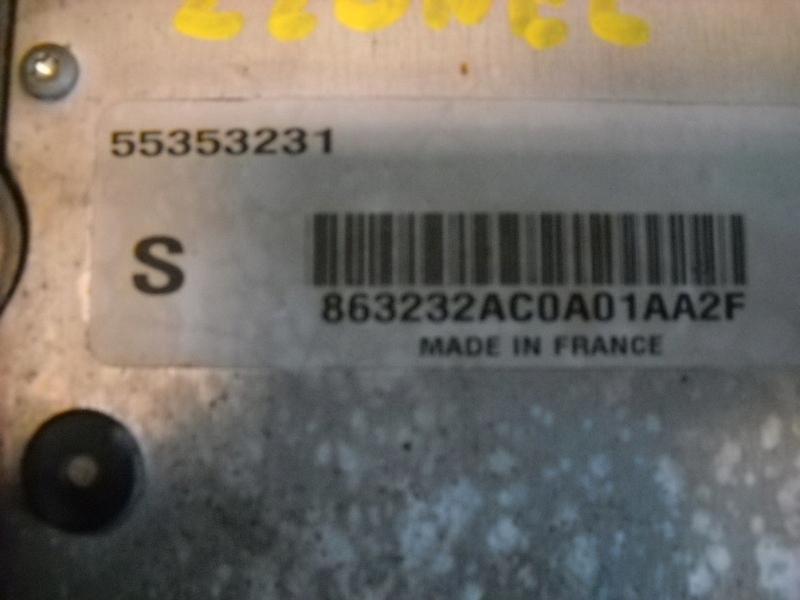 55353231
S
863232AC0A01AA2F
MADE IN FRANCE